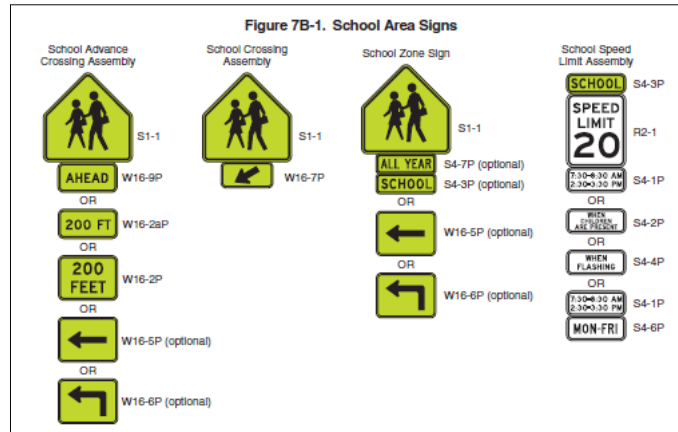 Figure 7B-1. School Area Signs
School Advance
Crossing Assembly
S1-1
AHEAD
W16-9P
OR
200 FT
W16-2aP
OR
200
FEET
W16-2P
OR
W16-5P (optional)
OR
W16-6P (optional)
School Crossing
Assembly
S1-1
W16-7P
School Zone Sign
S1-1
ALL YEAR
S4-7P (optional)
SCHOOL
S4-3P (optional)
OR
W16-5P (optional)
OR
W16-6P (optional)
School Speed
Limit Assembly
SCHOOL
S4-3P
SPEED
LIMIT
20
R2-1
7:30-8:30 AM
2:30-3:30 PM
S4-1P
OR
WHEN
CHILDREN
ARE PRESENT
S4-2P
OR
WHEN
FLASHING
S4-4P
OR
7:30-8:30 AM
2:30-3:30 PM
S4-1P
MON-FRI
S4-6P